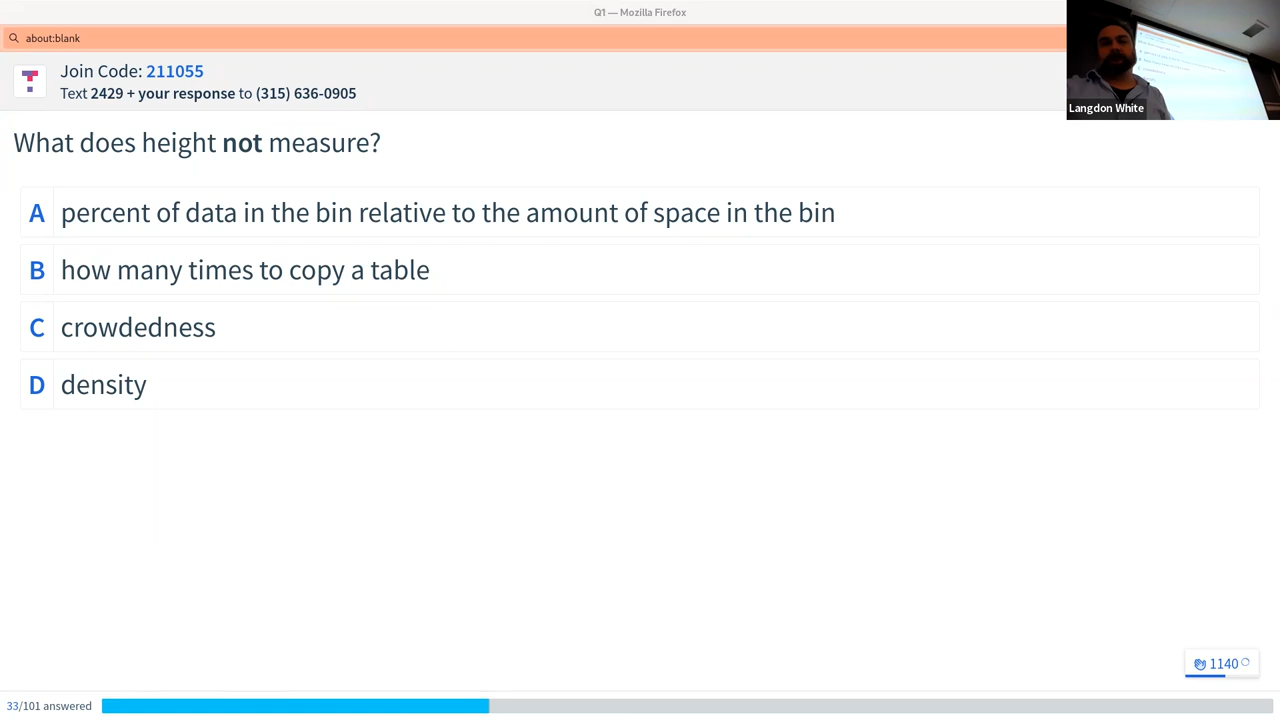 Q1 — Mozilla Firefox
about:blank
Join Code: 211055
Text 2429 + your response to (315) 636-0905
Langdon White
What does height not measure?
A percent of data in the bin relative to the amount of space in the bin
B how many times to copy a table
C crowdedness
D density
1140
33/101 answered